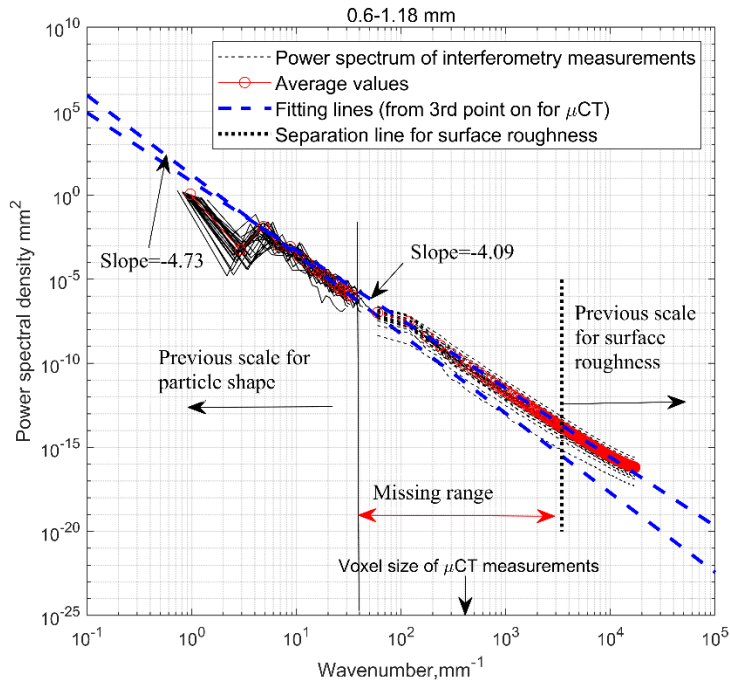 0.6-1.18 mm
Power spectrum of interferometry measurements
Average values
Fitting lines (from 3rd point on for μCT)
Separation line for surface roughness
Power spectral density mm²
10¹⁰
10⁵
10⁰
10⁻⁵
10⁻¹⁰
10⁻¹⁵
10⁻²⁰
10⁻²⁵
Slope=-4.73
Slope=-4.09
Previous scale for
particle shape
Previous scale
for surface
roughness
Missing range
Voxel size of μCT measurements
10⁻¹
10⁰
10¹
10²
10³
10⁴
10⁵
Wavenumber,mm⁻¹